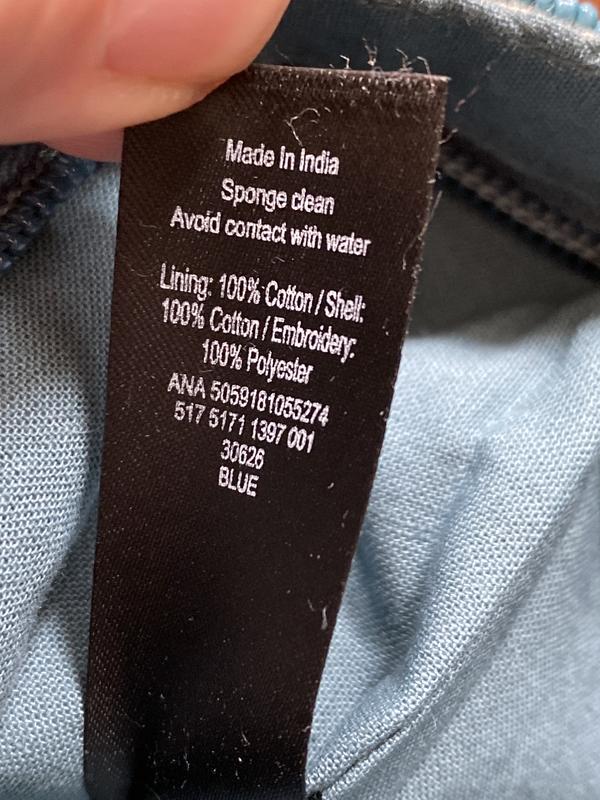 Made In India
Sponge clean
Avoid contact with water
Lining: 100% Cotton / Shell:
100% Cotton / Embroidery:
100% Polyester
ANA 5059181055274
517 5171 1397 001
30626
BLUE